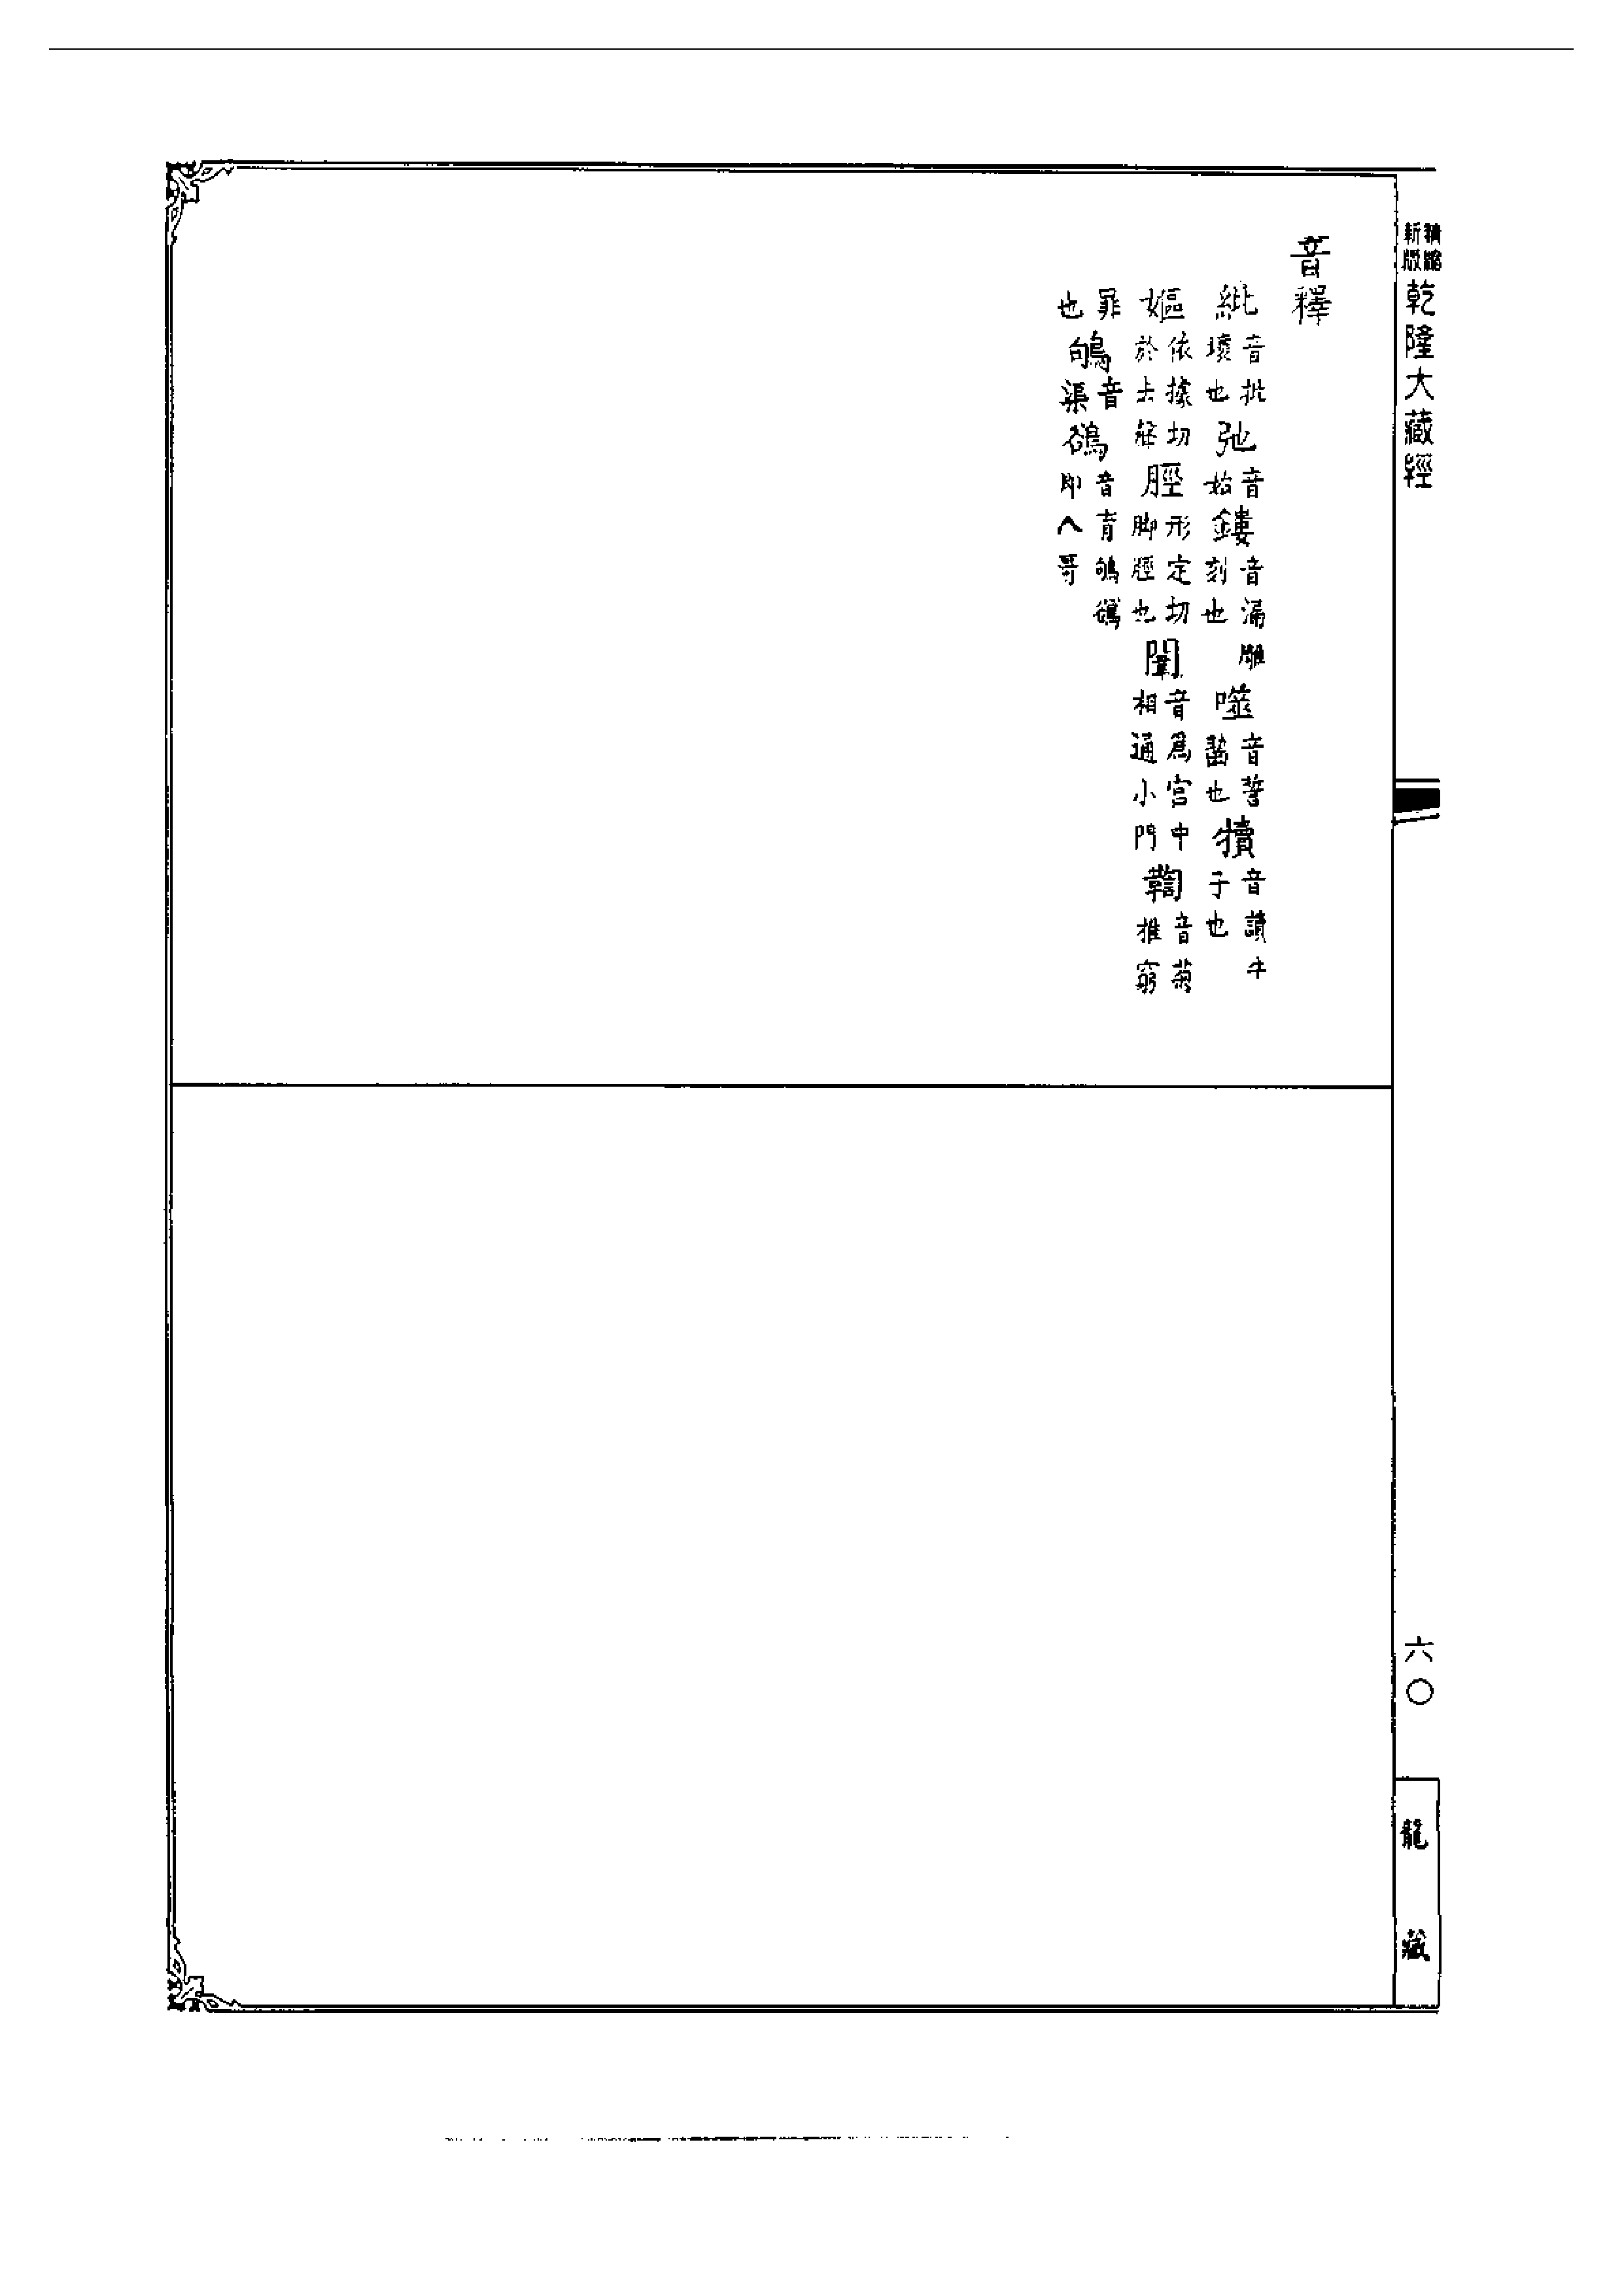 精縮新版 乾隆大藏經
音釋
紕音批壞也弛音始鏤音漏雕刻也噬音誓齧也犢音讀牛子也
嫗依據切於去聲脛形定切脚脛也闈音為宮中相通小門鞫音菊推窮
罪也鴝音渠鵒音育鴝鵒即八哥
六〇
龍藏